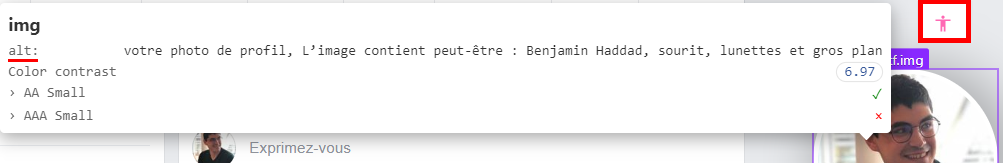 img
alt: votre photo de profil, L’image contient peut-être : Benjamin Haddad, sourit, lunettes et gros plan
Color contrast 6.97
› AA Small ✓
› AAA Small ×
tf.img
Exprimez-vous